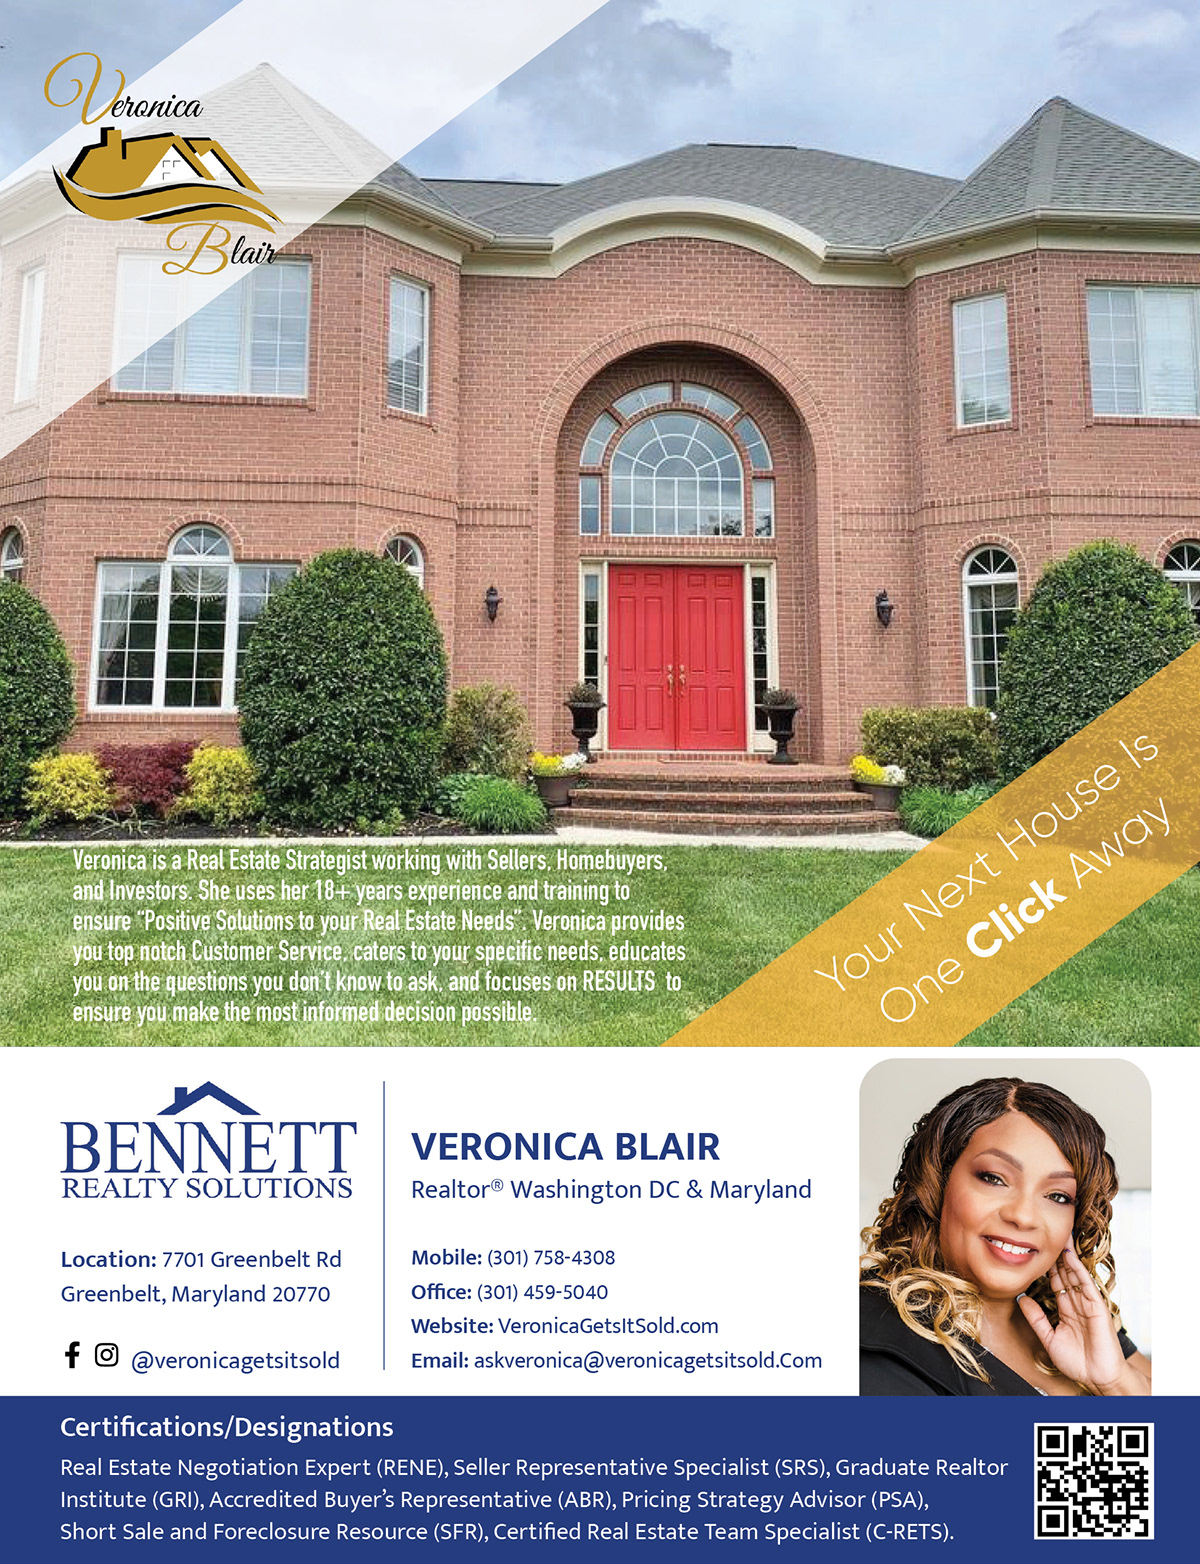 Veronica
Blair
Your Next House Is
One Click Away
Veronica is a Real Estate Strategist working with Sellers, Homebuyers,
and Investors. She uses her 18+ years experience and training to
ensure “Positive Solutions to your Real Estate Needs”. Veronica provides
you top notch Customer Service, caters to your specific needs, educates
you on the questions you don’t know to ask, and focuses on RESULTS to
ensure you make the most informed decision possible.
BENNETT
REALTY SOLUTIONS
Location: 7701 Greenbelt Rd
Greenbelt, Maryland 20770
@veronicagetsitsold
VERONICA BLAIR
Realtor® Washington DC & Maryland
Mobile: (301) 758-4308
Office: (301) 459-5040
Website: VeronicaGetsItSold.com
Email: askveronica@veronicagetsitsold.Com
Certifications/Designations
Real Estate Negotiation Expert (RENE), Seller Representative Specialist (SRS), Graduate Realtor
Institute (GRI), Accredited Buyer’s Representative (ABR), Pricing Strategy Advisor (PSA),
Short Sale and Foreclosure Resource (SFR), Certified Real Estate Team Specialist (C-RETS).